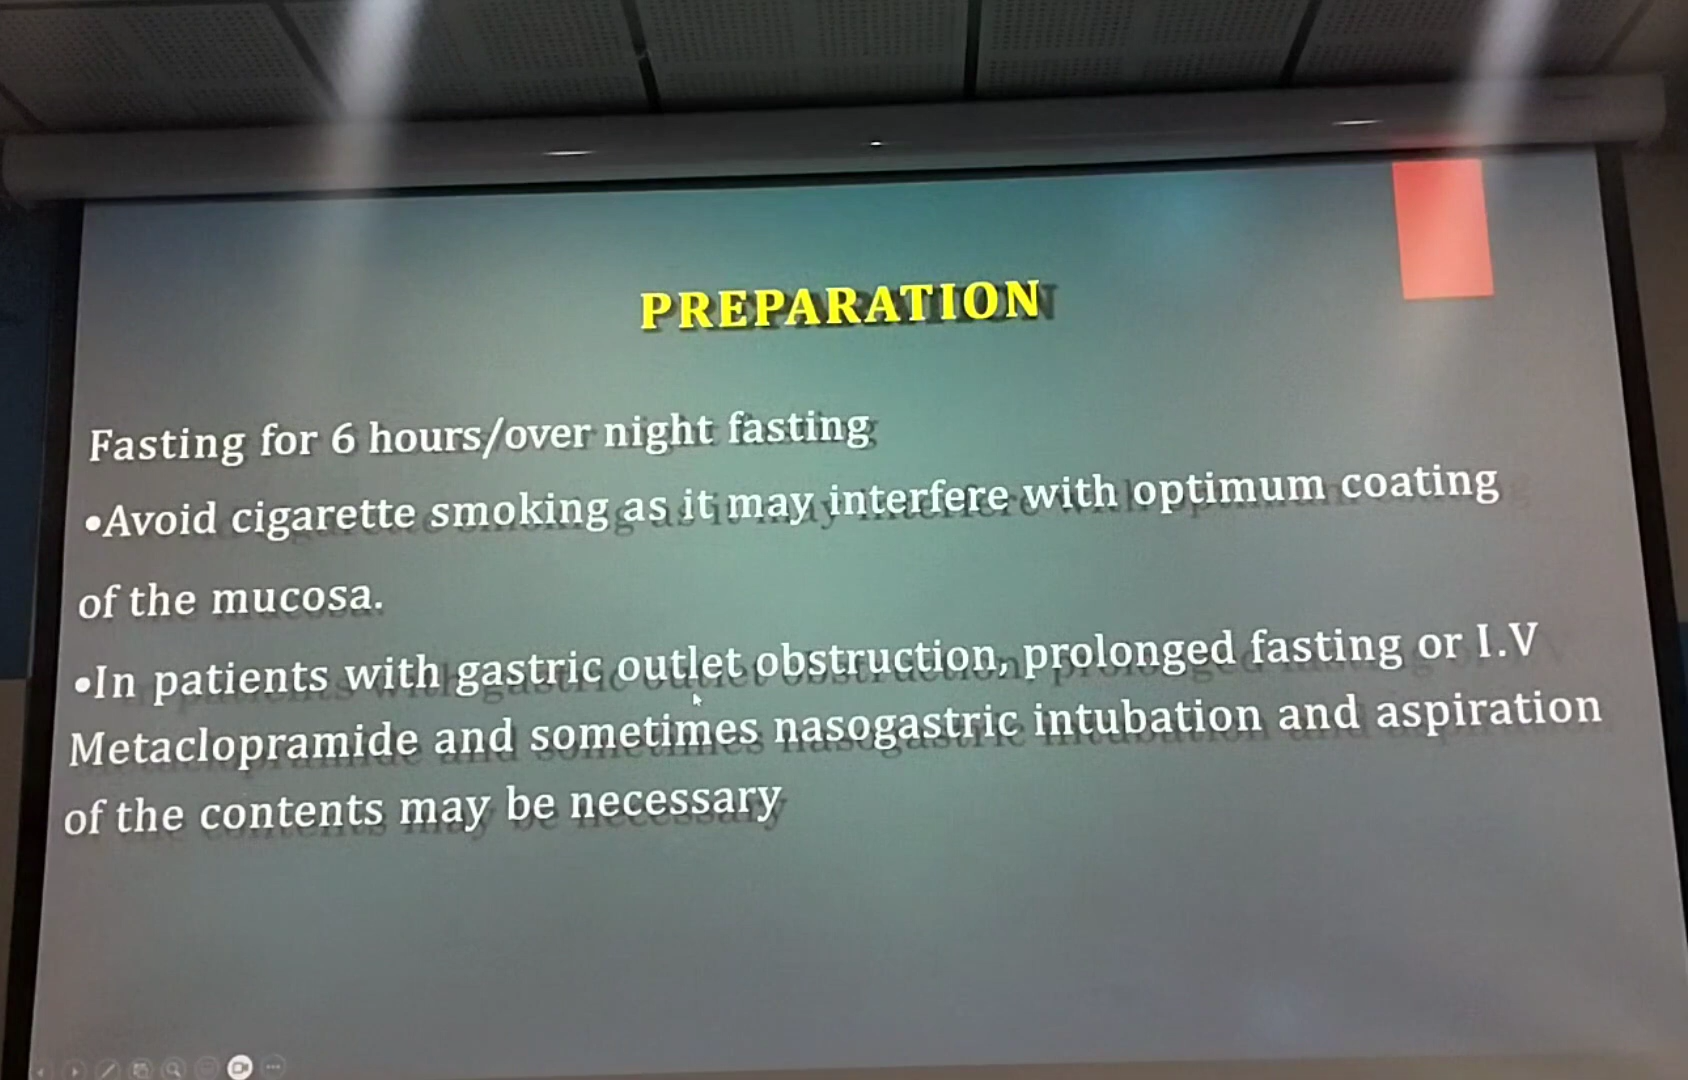 PREPARATION
Fasting for 6 hours/over night fasting
•Avoid cigarette smoking as it may interfere with optimum coating
of the mucosa.
•In patients with gastric outlet obstruction, prolonged fasting or I.V
Metaclopramide and sometimes nasogastric intubation and aspiration
of the contents may be necessary